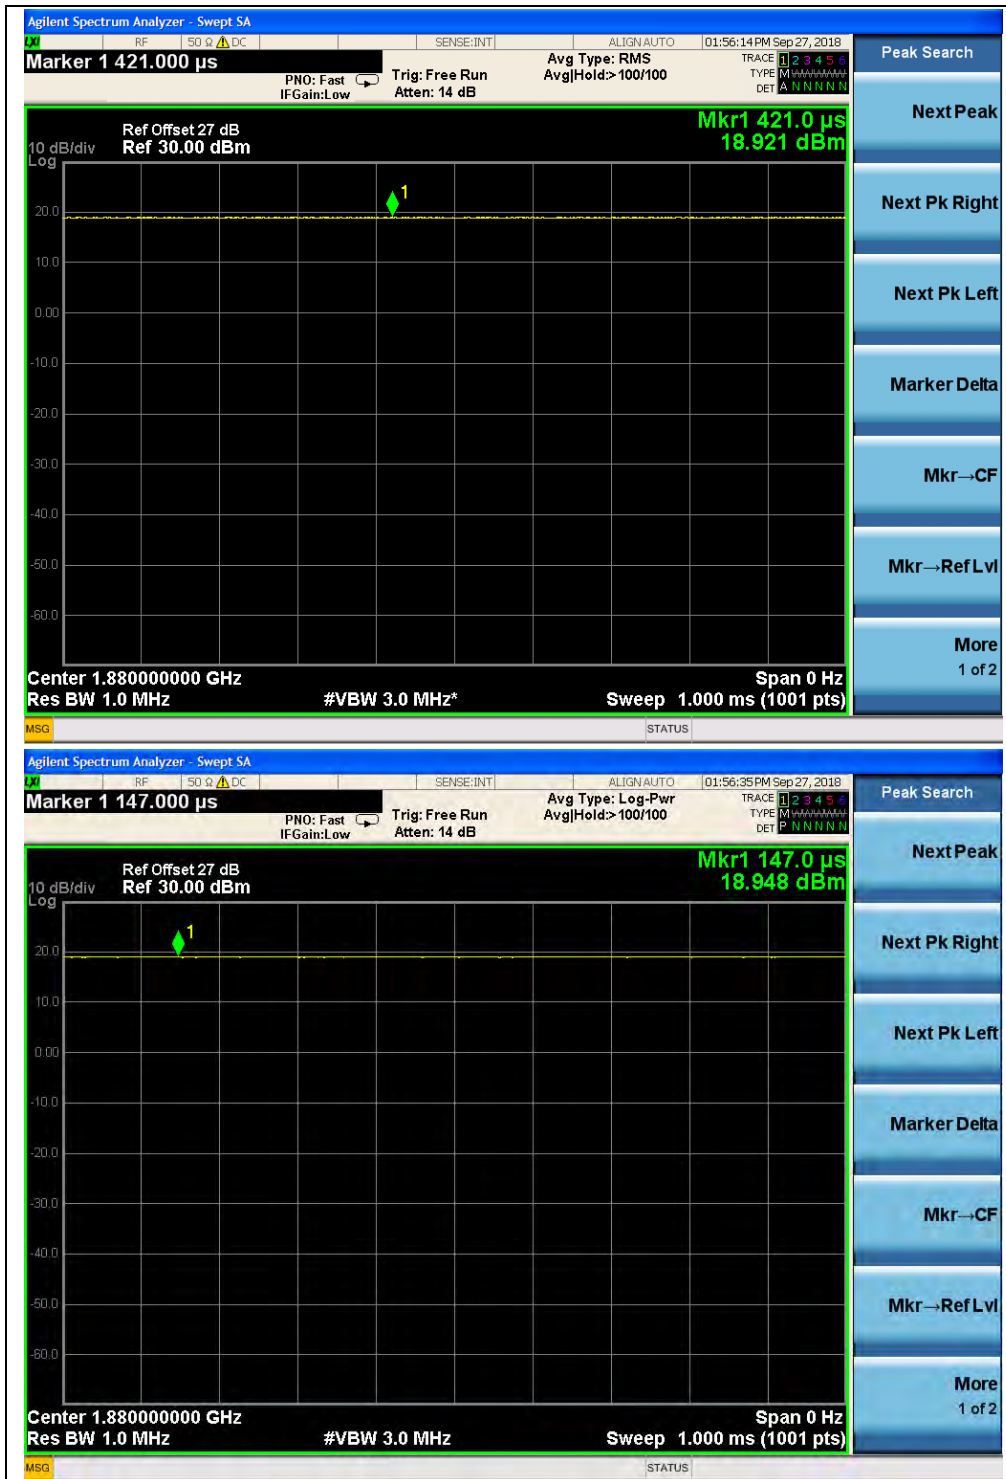 Agilent Spectrum Analyzer - Swept SA
LXI RF 50 Ω DC SENSE:INT ALIGN AUTO 01:56:14 PM Sep 27, 2018
Marker 1 421.000 µs
PNO: Fast
IFGain:Low
Trig: Free Run
Atten: 14 dB
Avg Type: RMS
Avg|Hold:>100/100
TRACE 1 2 3 4 5 6
TYPE M
DET A N N N N N
Ref Offset 27 dB
10 dB/div Ref 30.00 dBm
Log
Mkr1 421.0 µs
18.921 dBm
1
20.0
10.0
0.00
-10.0
-20.0
-30.0
-40.0
-50.0
-60.0
Center 1.880000000 GHz Span 0 Hz
Res BW 1.0 MHz #VBW 3.0 MHz* Sweep 1.000 ms (1001 pts)
MSG STATUS
Peak Search
Next Peak
Next Pk Right
Next Pk Left
Marker Delta
Mkr→CF
Mkr→Ref Lvl
More
1 of 2
Agilent Spectrum Analyzer - Swept SA
LXI RF 50 Ω DC SENSE:INT ALIGN AUTO 01:56:35 PM Sep 27, 2018
Marker 1 147.000 µs
PNO: Fast
IFGain:Low
Trig: Free Run
Atten: 14 dB
Avg Type: Log-Pwr
Avg|Hold:>100/100
TRACE 1 2 3 4 5 6
TYPE M
DET P N N N N N
Ref Offset 27 dB
10 dB/div Ref 30.00 dBm
Log
Mkr1 147.0 µs
18.948 dBm
1
20.0
10.0
0.00
-10.0
-20.0
-30.0
-40.0
-50.0
-60.0
Center 1.880000000 GHz Span 0 Hz
Res BW 1.0 MHz #VBW 3.0 MHz Sweep 1.000 ms (1001 pts)
MSG STATUS
Peak Search
Next Peak
Next Pk Right
Next Pk Left
Marker Delta
Mkr→CF
Mkr→Ref Lvl
More
1 of 2